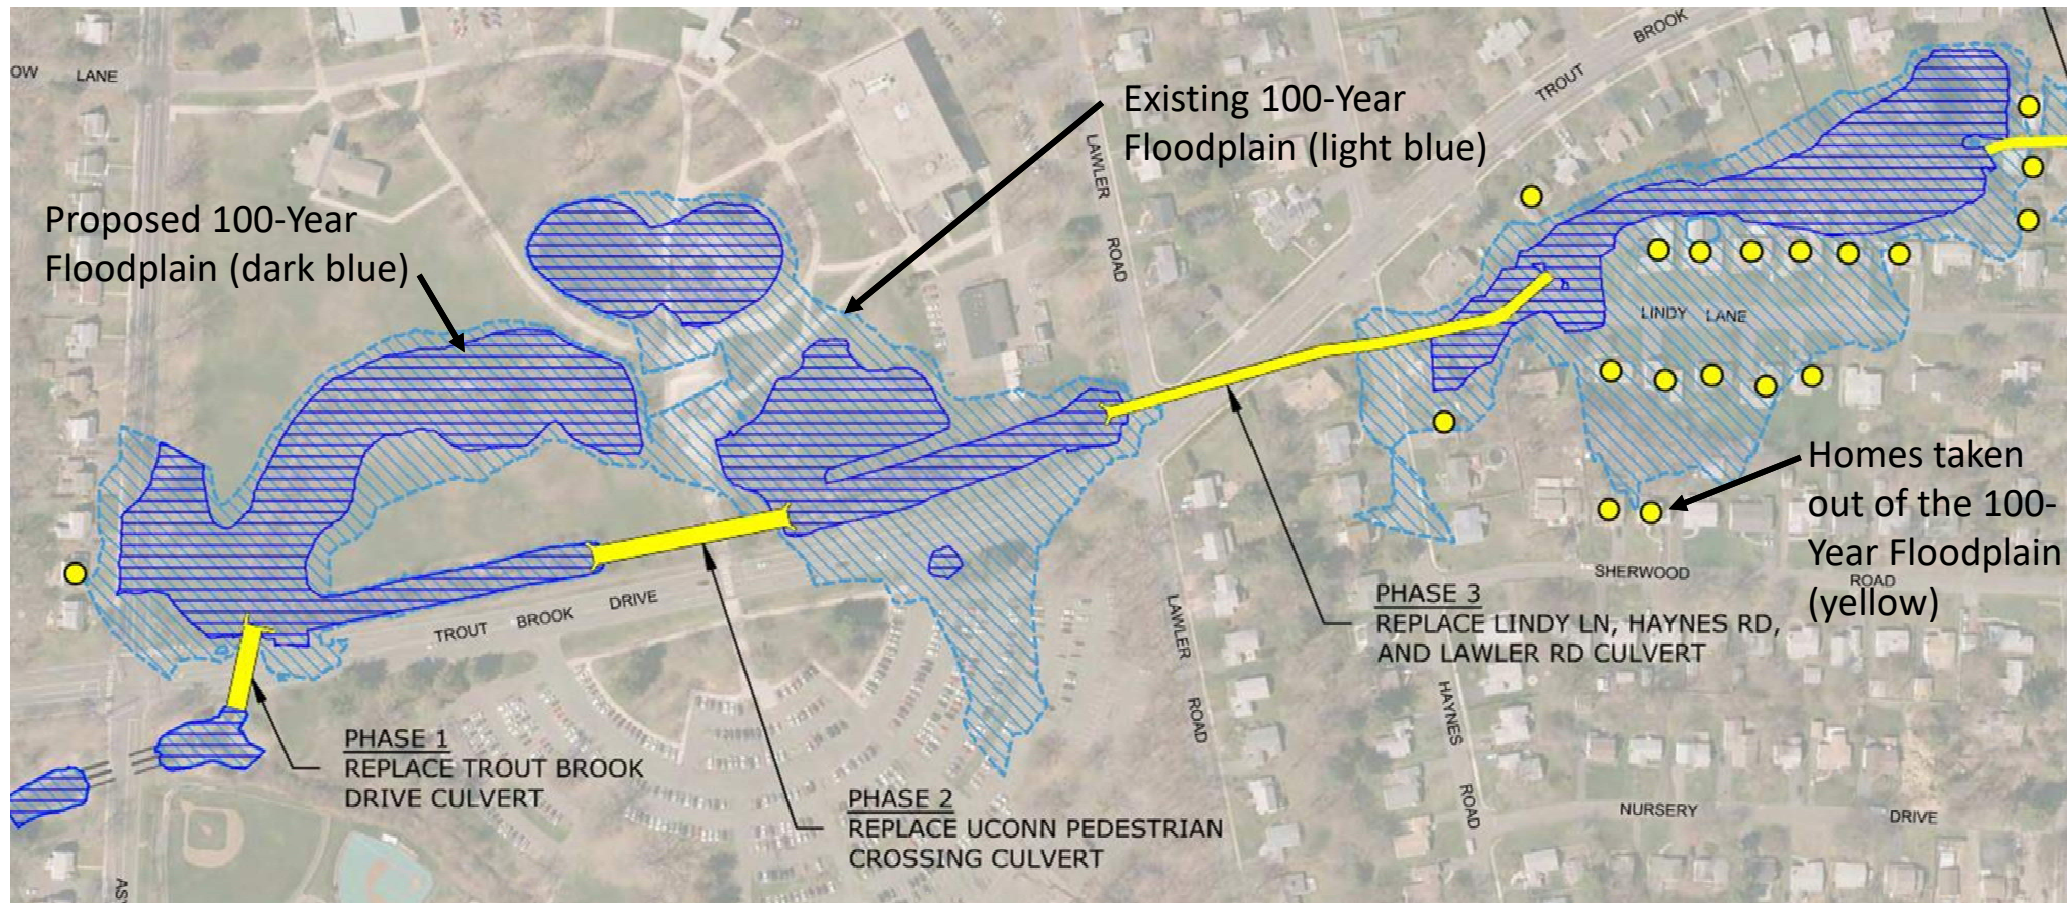 OW LANE
BROOK
TROUT
Existing 100-Year
Floodplain (light blue)
LAWLER
ROAD
Proposed 100-Year
Floodplain (dark blue)
LINDY LANE
Homes taken
out of the 100-
Year Floodplain
(yellow)
SHERWOOD
ROAD
TROUT BROOK DRIVE
LAWLER
ROAD
PHASE 3
REPLACE LINDY LN, HAYNES RD,
AND LAWLER RD CULVERT
HAYNES
ROAD
PHASE 1
REPLACE TROUT BROOK
DRIVE CULVERT
PHASE 2
REPLACE UCONN PEDESTRIAN
CROSSING CULVERT
NURSERY
DRIVE